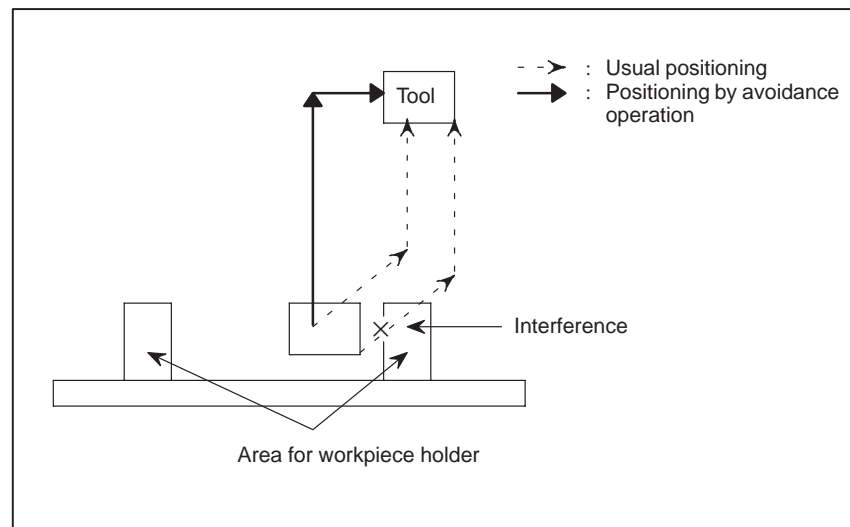 Tool
: Usual positioning
: Positioning by avoidance
operation
Interference
Area for workpiece holder